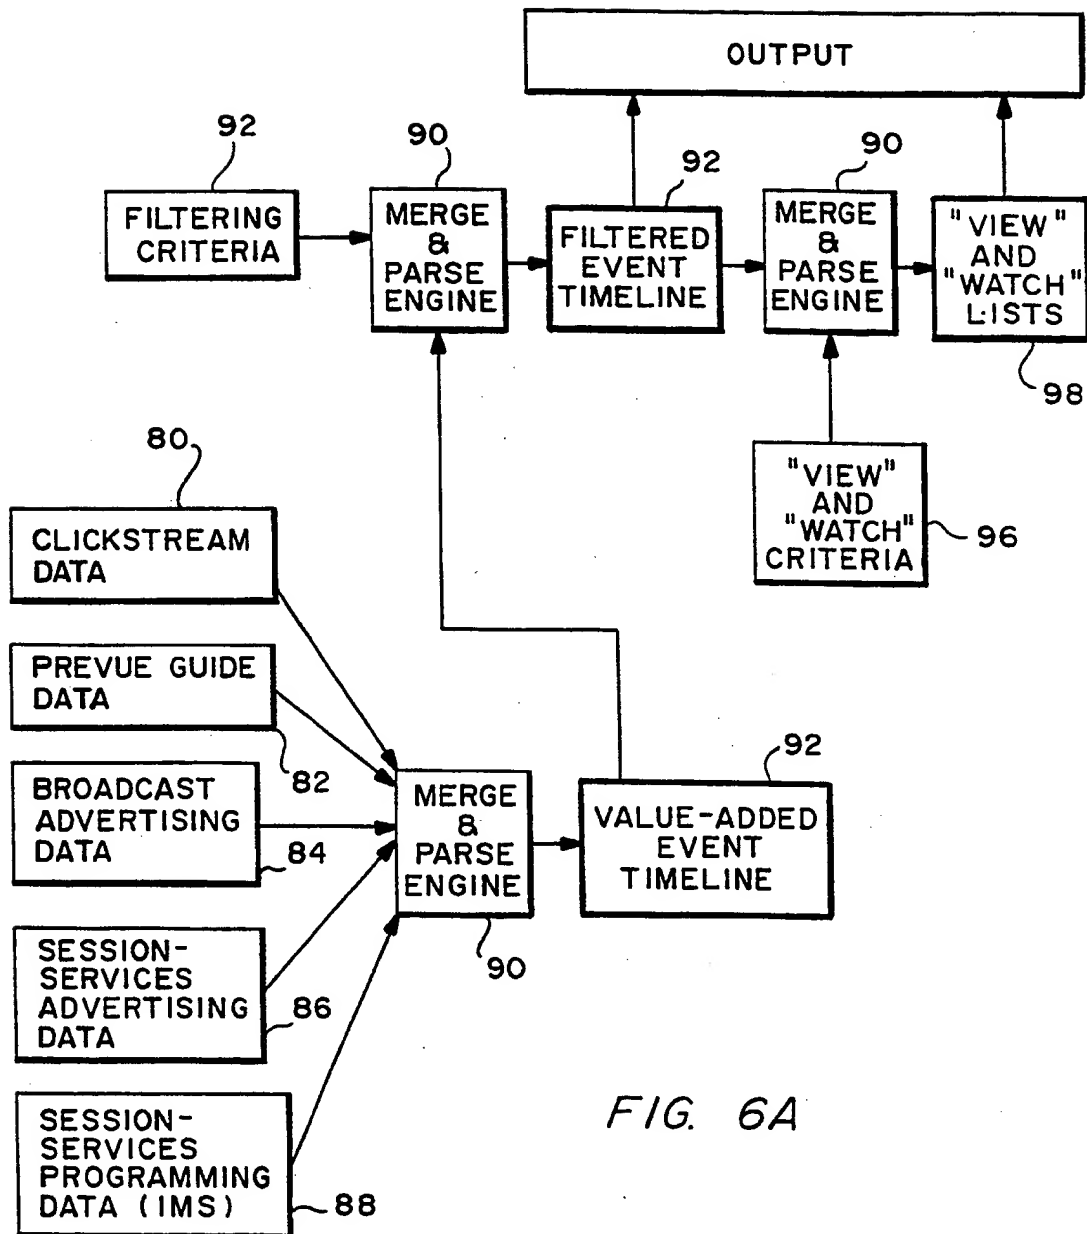 OUTPUT
92
90
92
90
FILTERING
CRITERIA
MERGE
&
PARSE
ENGINE
FILTERED
EVENT
TIMELINE
MERGE
&
PARSE
ENGINE
"VIEW"
AND
"WATCH"
L·ISTS
98
"VIEW"
AND
"WATCH"
CRITERIA
96
80
CLICKSTREAM
DATA
PREVUE GUIDE
DATA
82
BROADCAST
ADVERTISING
DATA
84
SESSION-
SERVICES
ADVERTISING
DATA
86
SESSION-
SERVICES
PROGRAMMING
DATA (IMS)
88
MERGE
&
PARSE
ENGINE
90
92
VALUE-ADDED
EVENT
TIMELINE
FIG. 6A